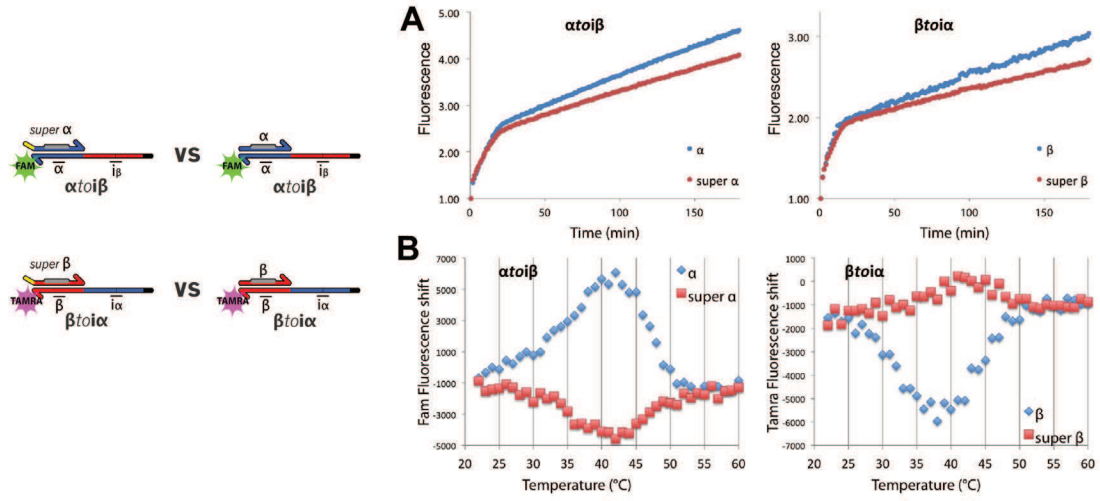 super α
FAM
α
iβ
αtoiβ
vs
α
FAM
α
iβ
αtoiβ
super β
TAMRA
β
iα
βtoiα
vs
β
TAMRA
β
iα
βtoiα
A
αtoiβ
Fluorescence
5.00
4.00
3.00
2.00
1.00
0
50
100
150
Time (min)
α
super α
βtoiα
Fluorescence
3.00
2.00
1.00
0
50
100
150
Time (min)
β
super β
B
αtoiβ
Fam Fluorescence shift
7000
5000
3000
1000
-1000
-3000
-5000
20 25 30 35 40 45 50 55 60
Temperature (°C)
α
super α
βtoiα
Tamra Fluorescence shift
1000
0
-1000
-2000
-3000
-4000
-5000
-6000
-7000
20 25 30 35 40 45 50 55 60
Temperature (°C)
β
super β